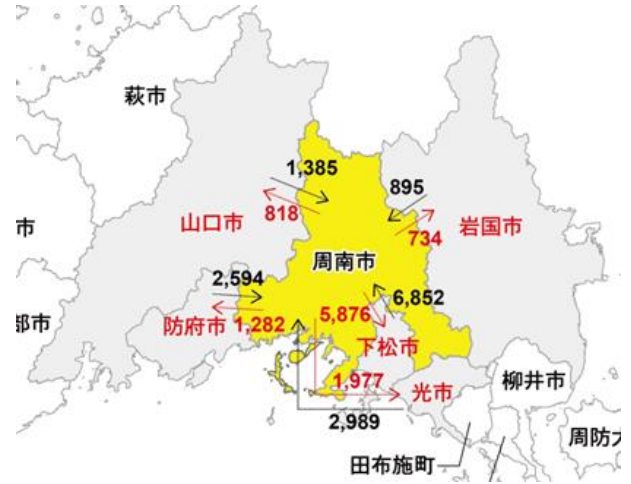 萩市
1,385
895
818
山口市
岩国市
734
市
周南市
2,594
6,852
部市
防府市
1,282
5,876
下松市
1,977
光市
柳井市
2,989
周防大
田布施町